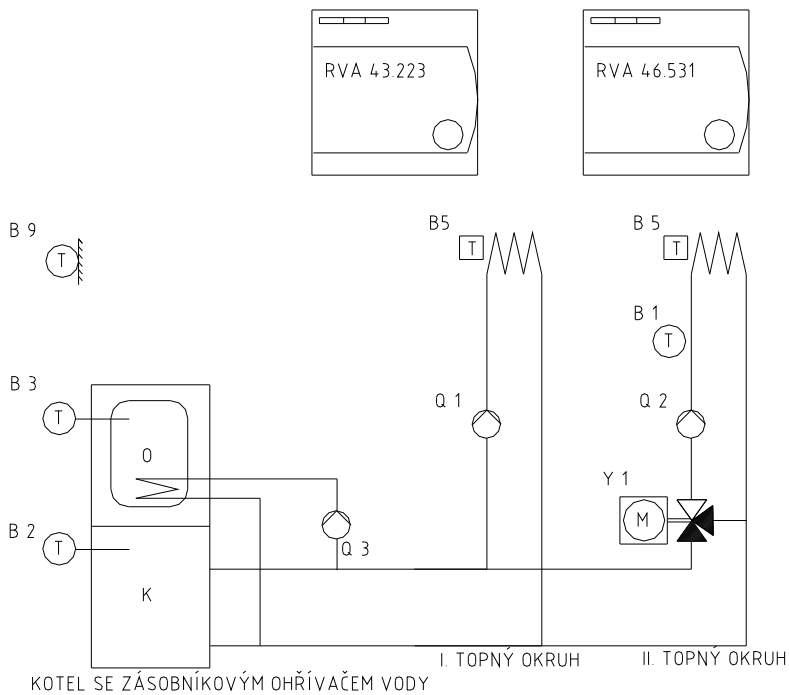 RVA 43.223
RVA 46.531
B 9
T
B5
T
B 5
T
B 1
T
B 3
T
Q 1
Q 2
O
Y 1
M
B 2
T
Q 3
K
I. TOPNÝ OKRUH
II. TOPNÝ OKRUH
KOTEL SE ZÁSOBNÍKOVÝM OHŘÍVAČEM VODY